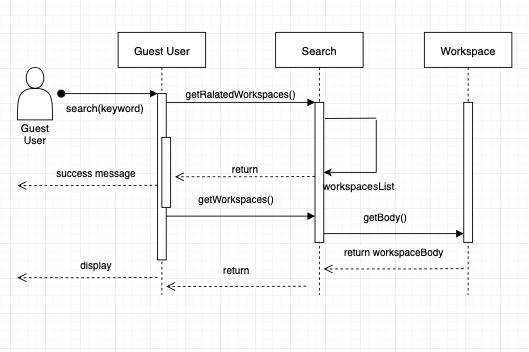 Guest User
Search
Workspace
getRalatedWorkspaces()
search(keyword)
Guest
User
return
success message
workspacesList
getWorkspaces()
getBody()
return workspaceBody
display
return